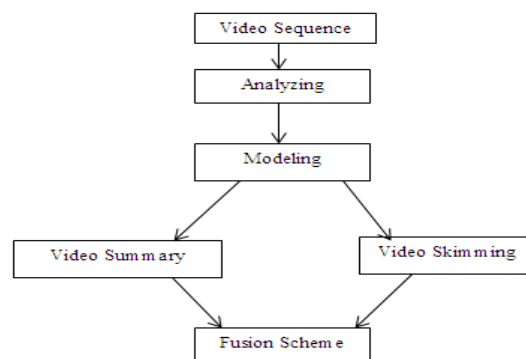 Video Sequence
Analyzing
Modeling
Video Summary
Video Skimming
Fusion Scheme